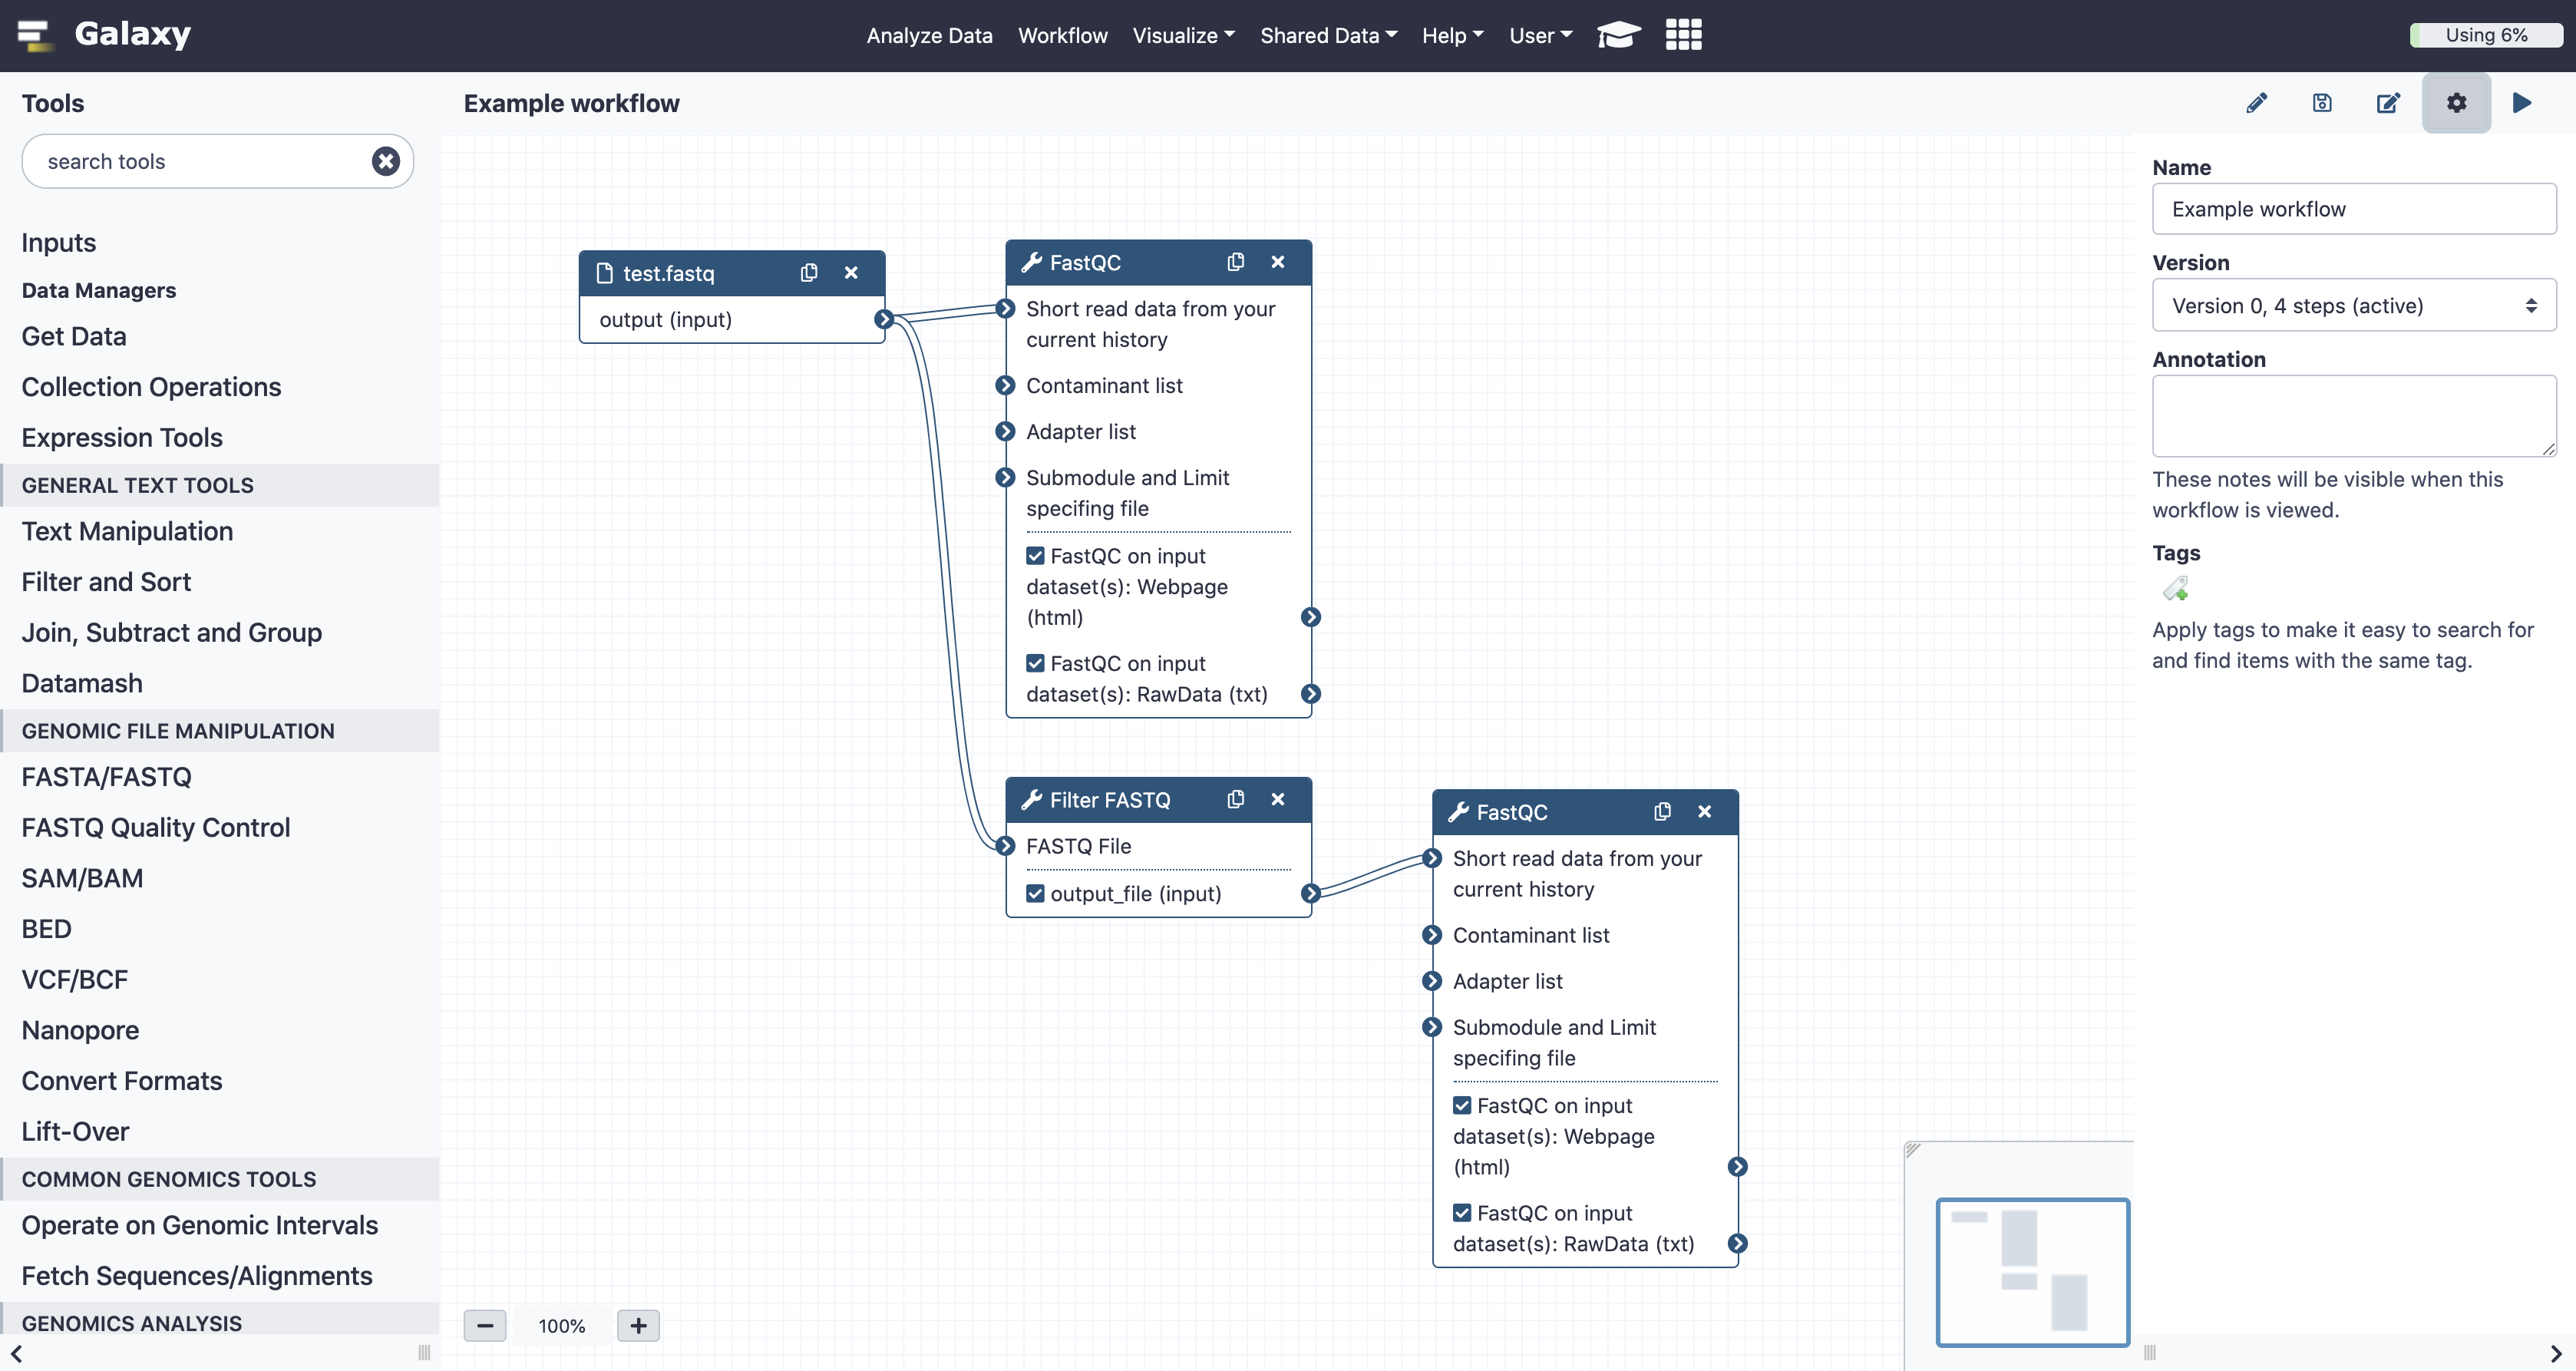 Galaxy
Analyze Data Workflow Visualize Shared Data Help User
Using 6%
Tools
search tools
Inputs
Data Managers
Get Data
Collection Operations
Expression Tools
GENERAL TEXT TOOLS
Text Manipulation
Filter and Sort
Join, Subtract and Group
Datamash
GENOMIC FILE MANIPULATION
FASTA/FASTQ
FASTQ Quality Control
SAM/BAM
BED
VCF/BCF
Nanopore
Convert Formats
Lift-Over
COMMON GENOMICS TOOLS
Operate on Genomic Intervals
Fetch Sequences/Alignments
GENOMICS ANALYSIS
Example workflow
test.fastq
output (input)
FastQC
Short read data from your
current history
Contaminant list
Adapter list
Submodule and Limit
specifing file
FastQC on input
dataset(s): Webpage
(html)
FastQC on input
dataset(s): RawData (txt)
Filter FASTQ
FASTQ File
output_file (input)
FastQC
Short read data from your
current history
Contaminant list
Adapter list
Submodule and Limit
specifing file
FastQC on input
dataset(s): Webpage
(html)
FastQC on input
dataset(s): RawData (txt)
100%
Name
Example workflow
Version
Version 0, 4 steps (active)
Annotation
These notes will be visible when this
workflow is viewed.
Tags
Apply tags to make it easy to search for
and find items with the same tag.